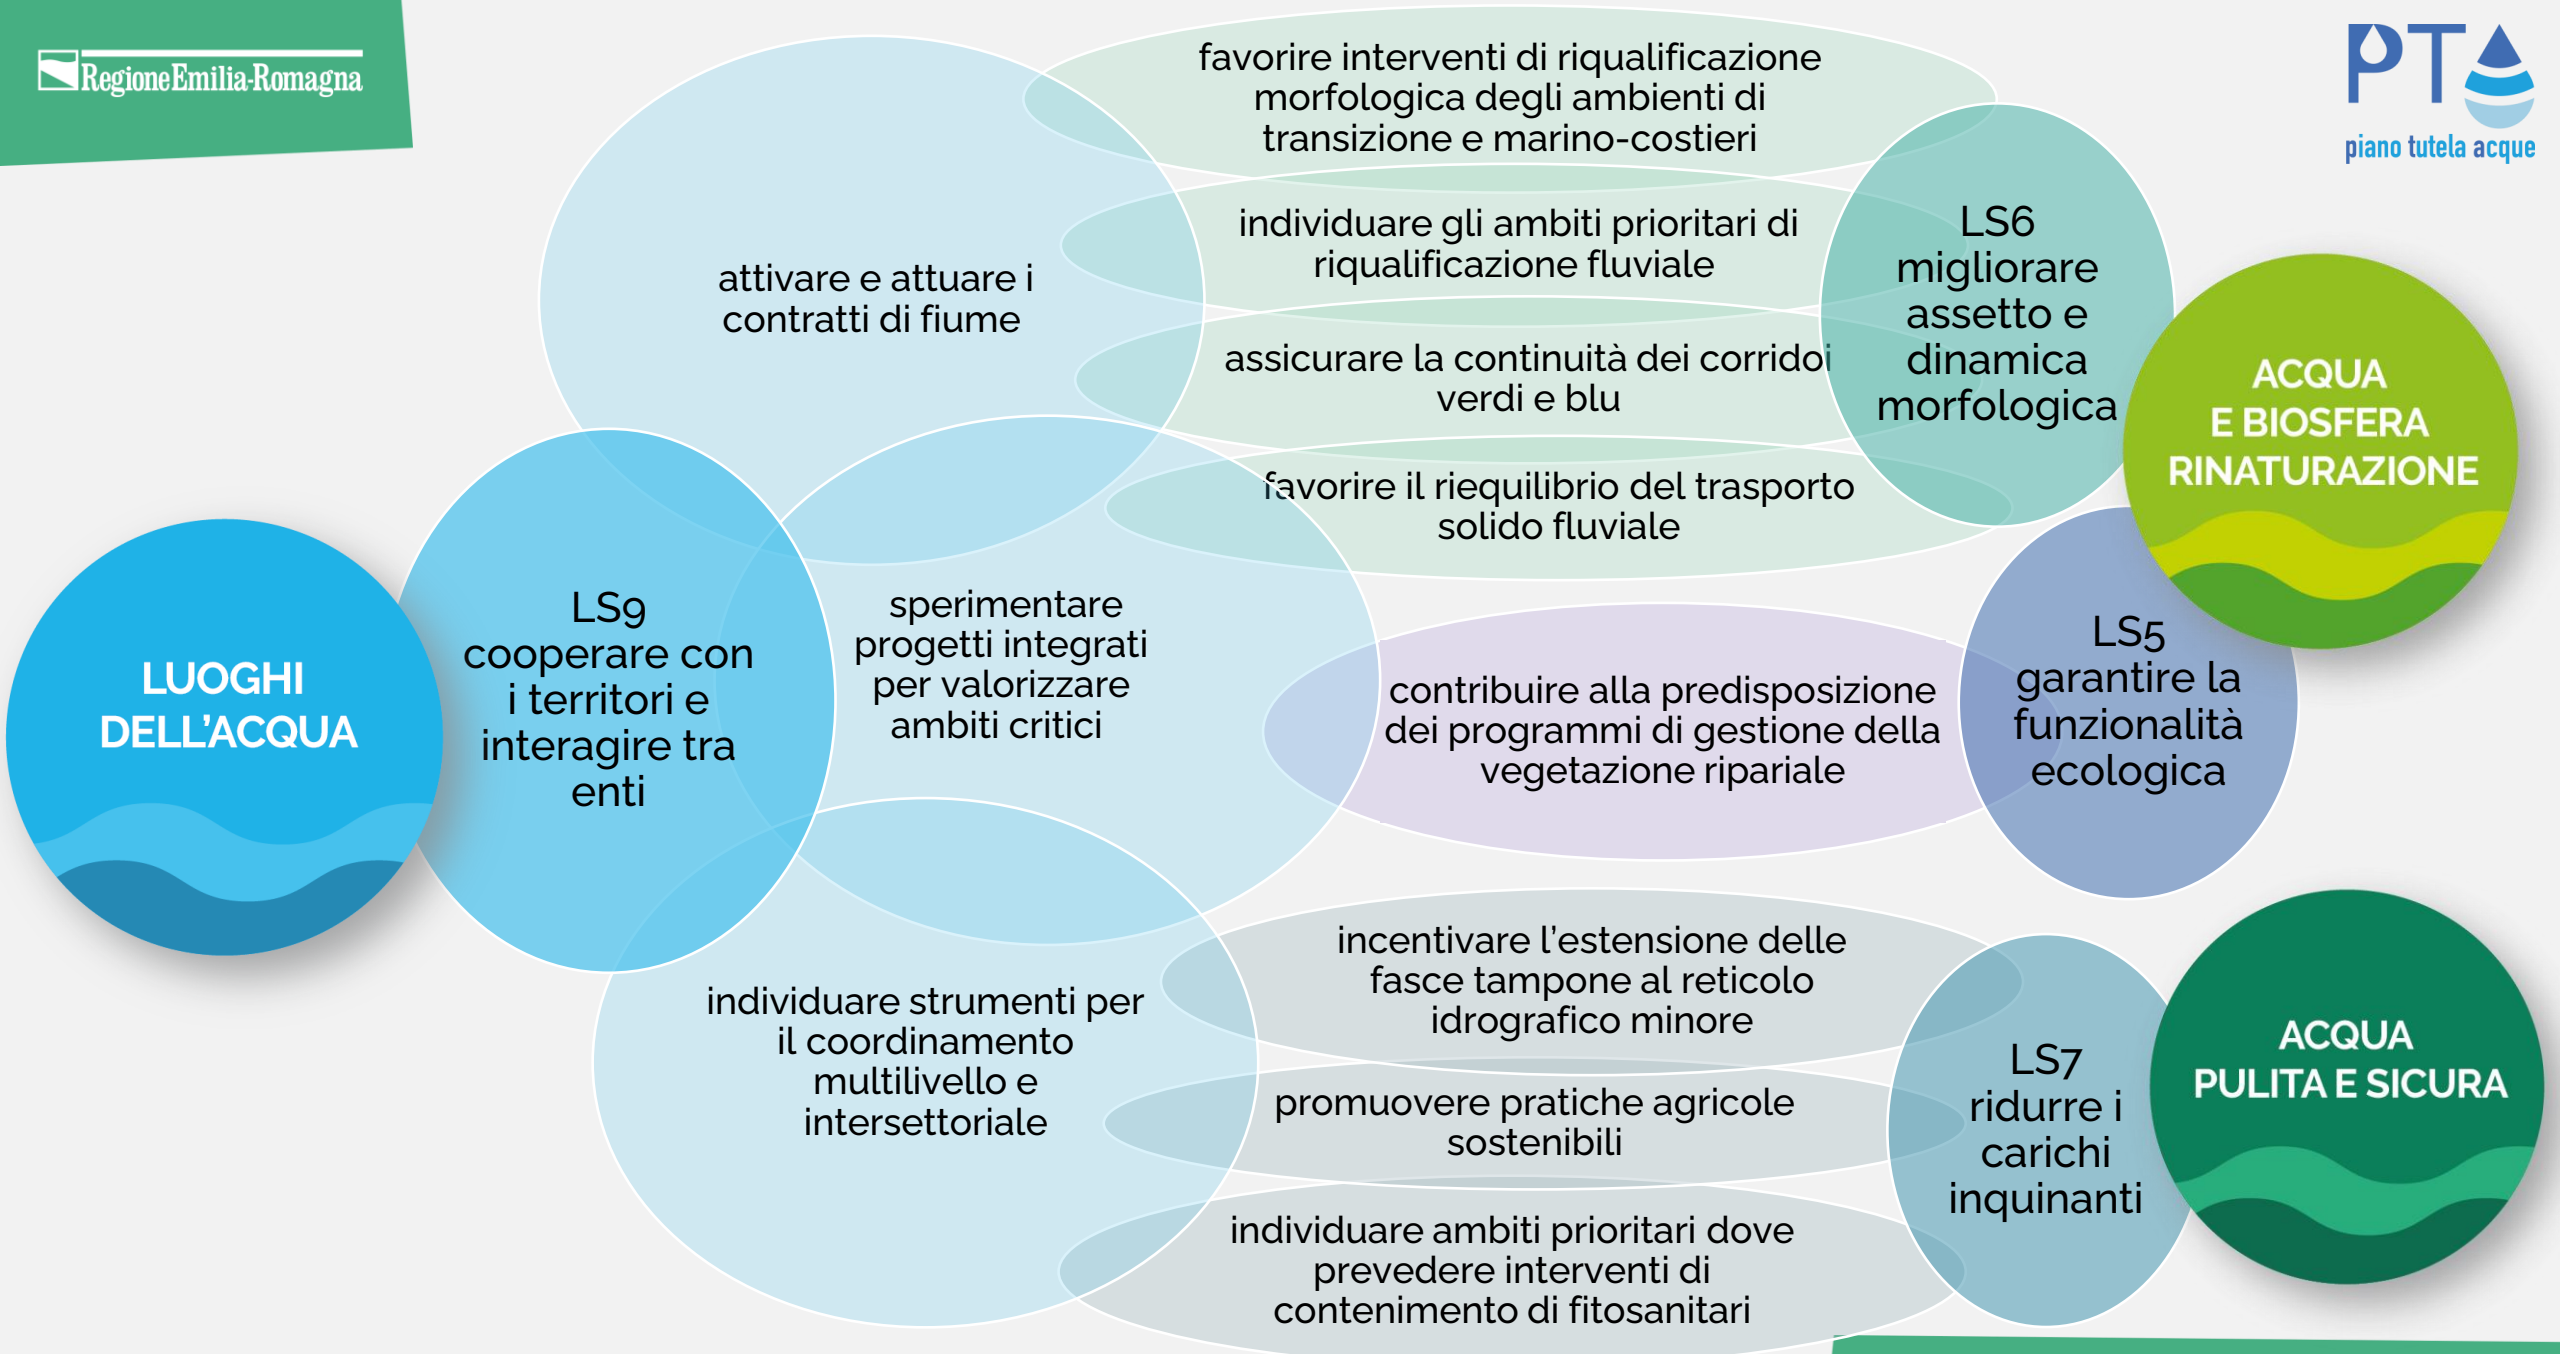 RegioneEmilia-Romagna
PTA
piano tutela acque
favorire interventi di riqualificazione
morfologica degli ambienti di
transizione e marino-costieri
individuare gli ambiti prioritari di
riqualificazione fluviale
assicurare la continuità dei corridoi
verdi e blu
favorire il riequilibrio del trasporto
solido fluviale
LS6
migliorare
assetto e
dinamica
morfologica
ACQUA
E BIOSFERA
RINATURAZIONE
attivare e attuare i
contratti di fiume
LUOGHI
DELL'ACQUA
LS9
cooperare con
i territori e
interagire tra
enti
sperimentare
progetti integrati
per valorizzare
ambiti critici
contribuire alla predisposizione
dei programmi di gestione della
vegetazione ripariale
LS5
garantire la
funzionalità
ecologica
individuare strumenti per
il coordinamento
multilivello e
intersettoriale
incentivare l'estensione delle
fasce tampone al reticolo
idrografico minore
promuovere pratiche agricole
sostenibili
individuare ambiti prioritari dove
prevedere interventi di
contenimento di fitosanitari
LS7
ridurre i
carichi
inquinanti
ACQUA
PULITA E SICURA